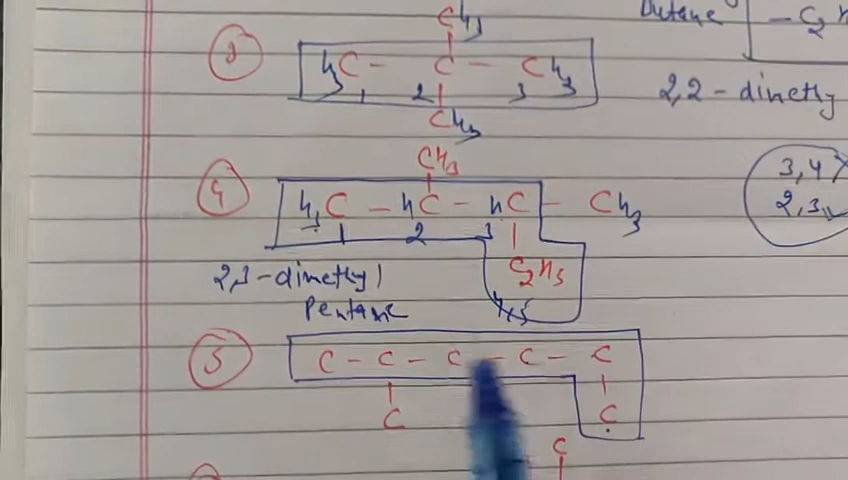 CH3
Butane
- C2H
3
H3C - C - CH3
1 2 3
CH3
2,2 - dimethy
CH3
4
H3C - HC - HC - CH3
1 2 3
C2H5
4,5
3,4 X
2,3 ✓
2,3-dimethyl
Pentane
5
C - C - C - C - C
C
C
C